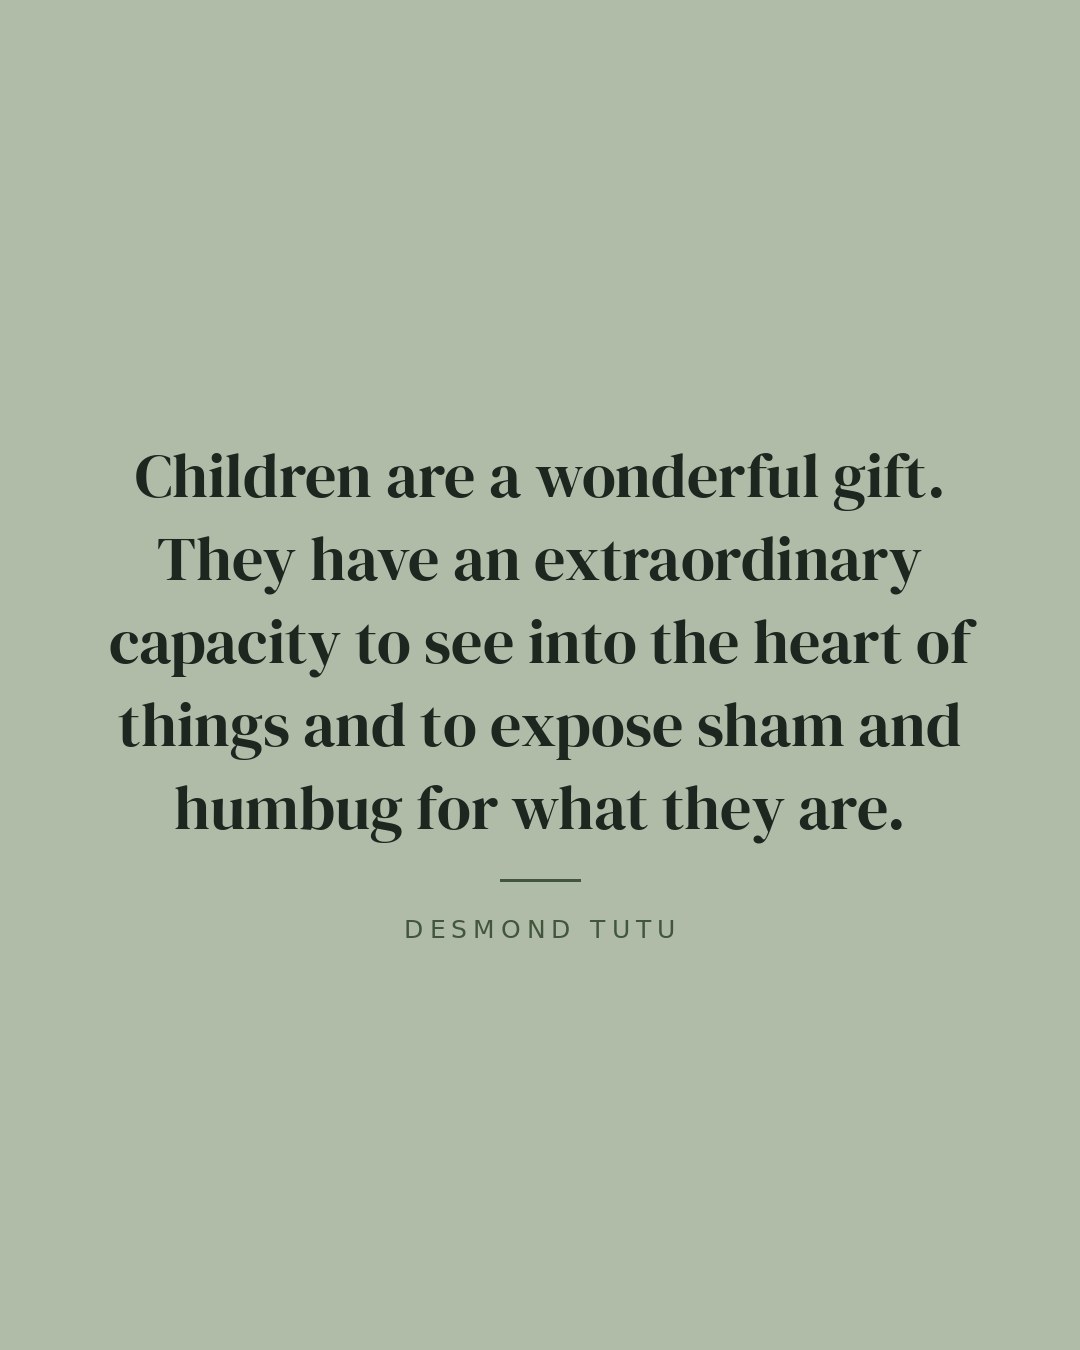 Children are a wonderful gift.
They have an extraordinary
capacity to see into the heart of
things and to expose sham and
humbug for what they are.
DESMOND TUTU